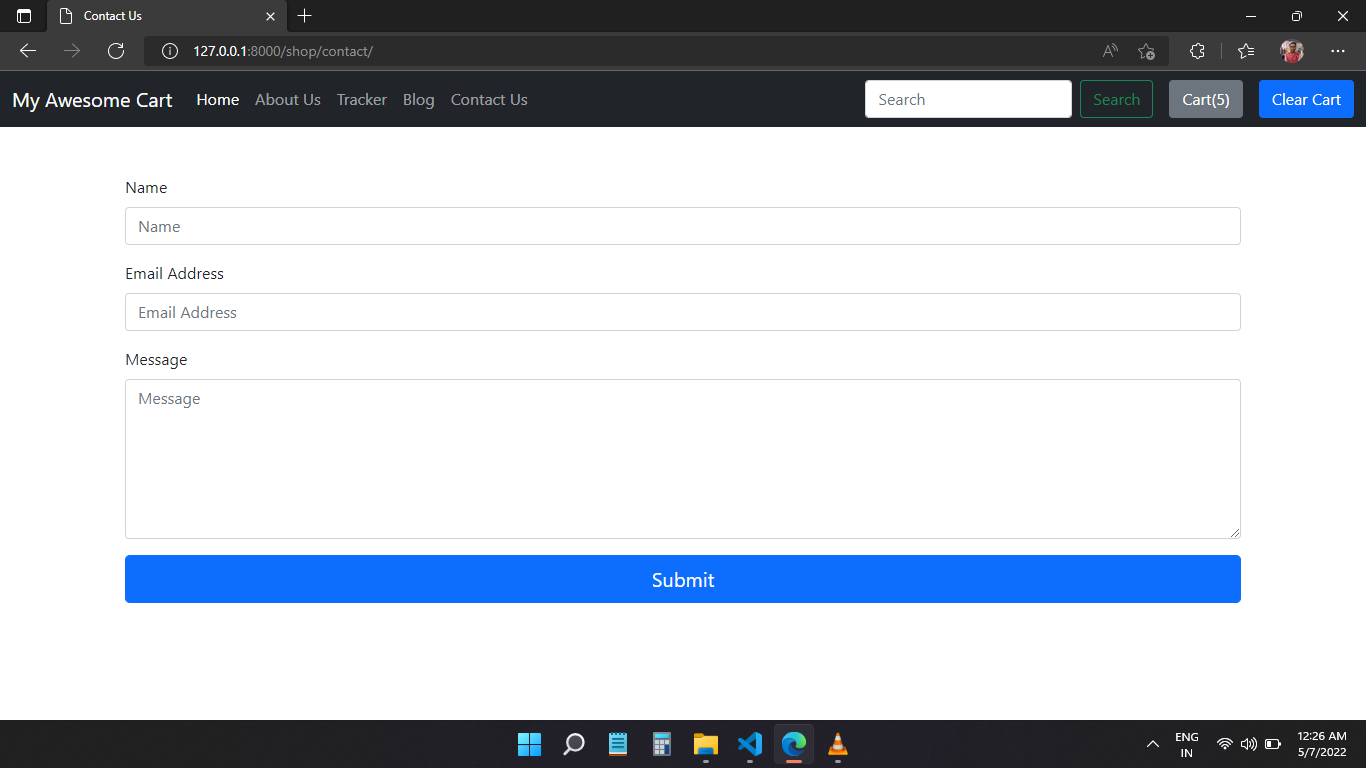 Contact Us
127.0.0.1:8000/shop/contact/
My Awesome Cart Home About Us Tracker Blog Contact Us Search Search Cart(5) Clear Cart
Name
Name
Email Address
Email Address
Message
Message
Submit
ENG 12:26 AM
IN 5/7/2022